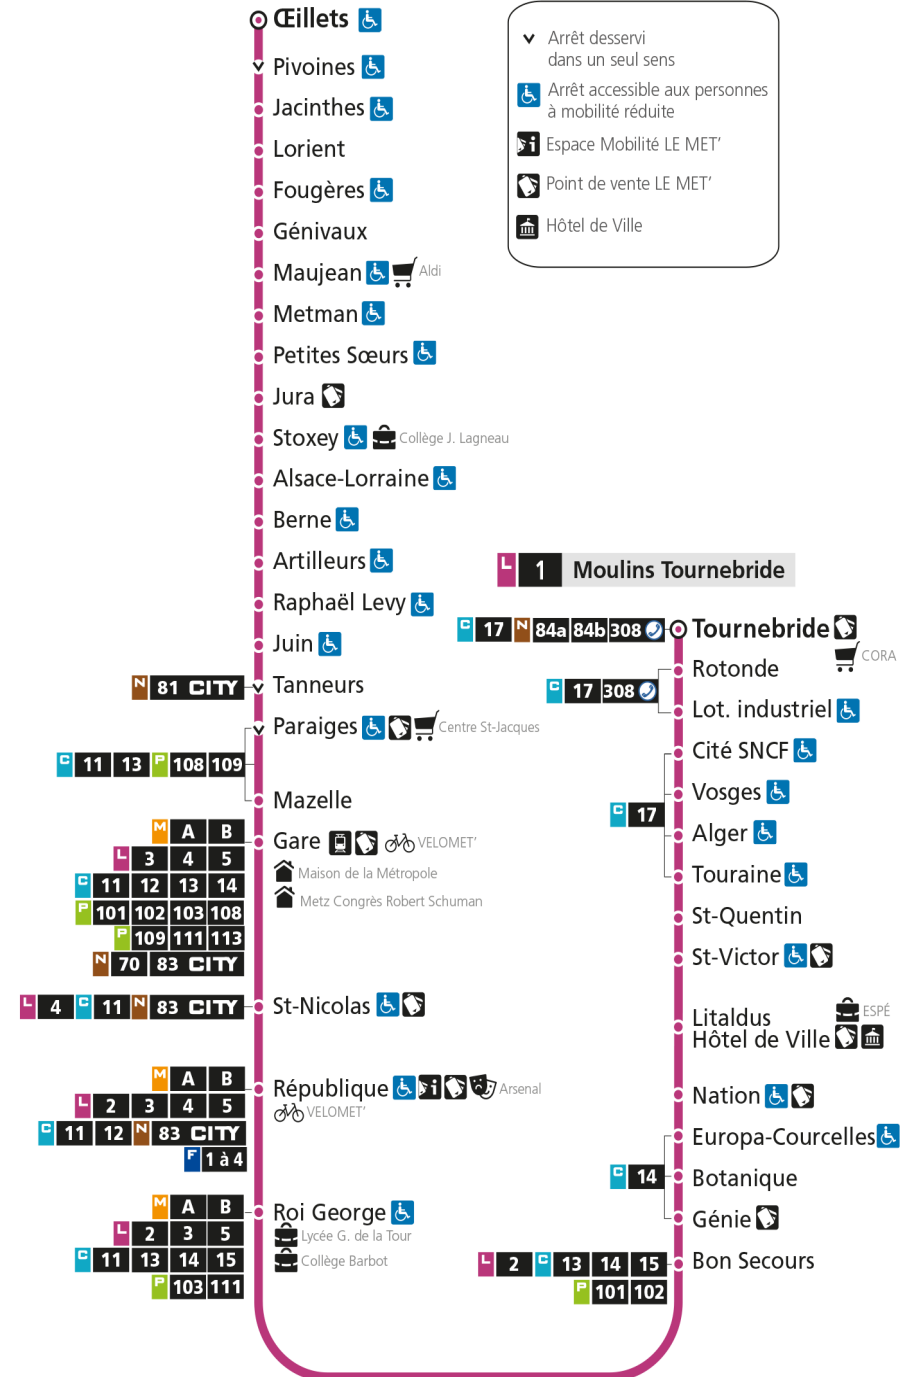 Œillets
Pivoines
Jacinthes
Lorient
Fougères
Génivaux
Maujean Aldi
Metman
Petites Sœurs
Jura
Stoxey Collège J. Lagneau
Alsace-Lorraine
Berne
Artilleurs
Raphaël Levy
Juin
N 81 CITY Tanneurs
Paraiges Centre St-Jacques
C 11 13 P 108 109
Mazelle
M A B
Gare VELOMET’
L 3 4 5
Maison de la Métropole
C 11 12 13 14
Metz Congrès Robert Schuman
P 101 102 103 108
P 109 111 113
N 70 83 CITY
L 4 C 11 N 83 CITY St-Nicolas
M A B
République Arsenal
L 2 3 4 5
VELOMET’
C 11 12 N 83 CITY
F 1 à 4
M A B
Roi George
L 2 3 5
Lycée G. de la Tour
C 11 13 14 15
Collège Barbot
P 103 111
Arrêt desservi
dans un seul sens
Arrêt accessible aux personnes
à mobilité réduite
i Espace Mobilité LE MET’
Point de vente LE MET’
Hôtel de Ville
L 1 Moulins Tournebride
C 17 N 84a 84b 308 Tournebride
CORA
Rotonde
C 17 308
Lot. industriel
Cité SNCF
Vosges
C 17
Alger
Touraine
St-Quentin
St-Victor
Litaldus ESPÉ
Hôtel de Ville
Nation
Europa-Courcelles
C 14 Botanique
Génie
L 2 C 13 14 15 Bon Secours
P 101 102